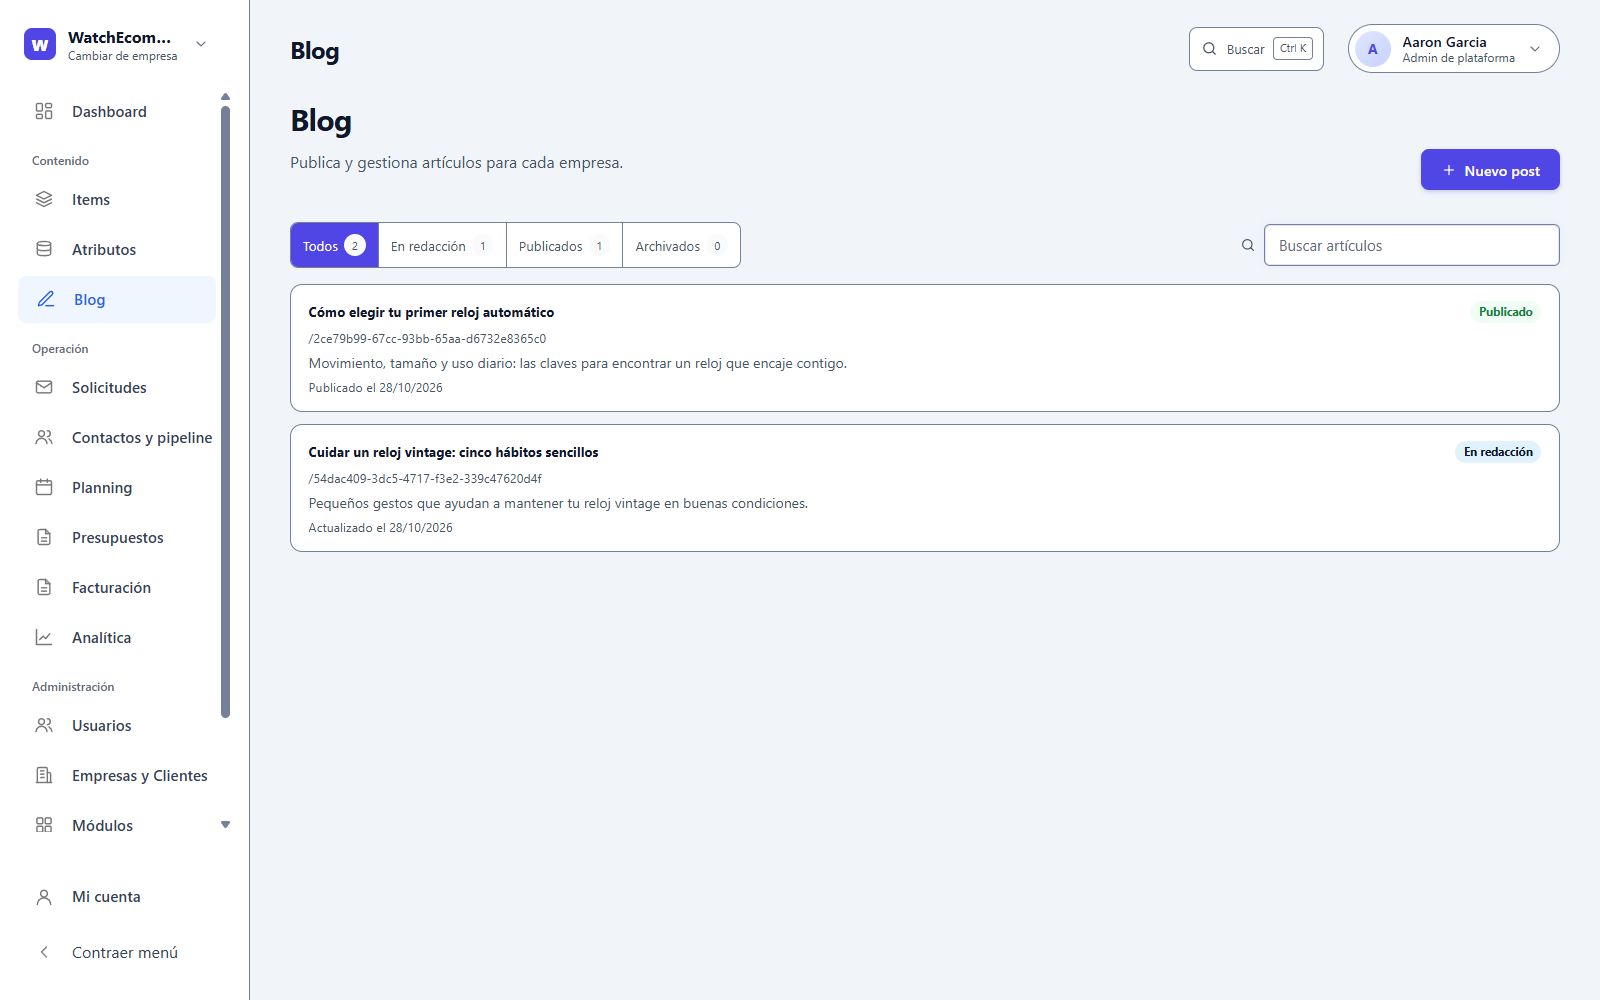 w
WatchEcom...
Cambiar de empresa
Dashboard
Contenido
Items
Atributos
Blog
Operación
Solicitudes
Contactos y pipeline
Planning
Presupuestos
Facturación
Analítica
Administración
Usuarios
Empresas y Clientes
Módulos
Mi cuenta
Contraer menú
Blog
Buscar Ctrl K
A
Aaron Garcia
Admin de plataforma
Blog
Publica y gestiona artículos para cada empresa.
+ Nuevo post
Todos 2
En redacción 1
Publicados 1
Archivados 0
Buscar artículos
Cómo elegir tu primer reloj automático
Publicado
/2ce79b99-67cc-93bb-65aa-d6732e8365c0
Movimiento, tamaño y uso diario: las claves para encontrar un reloj que encaje contigo.
Publicado el 28/10/2026
Cuidar un reloj vintage: cinco hábitos sencillos
En redacción
/54dac409-3dc5-4717-f3e2-339c47620d4f
Pequeños gestos que ayudan a mantener tu reloj vintage en buenas condiciones.
Actualizado el 28/10/2026